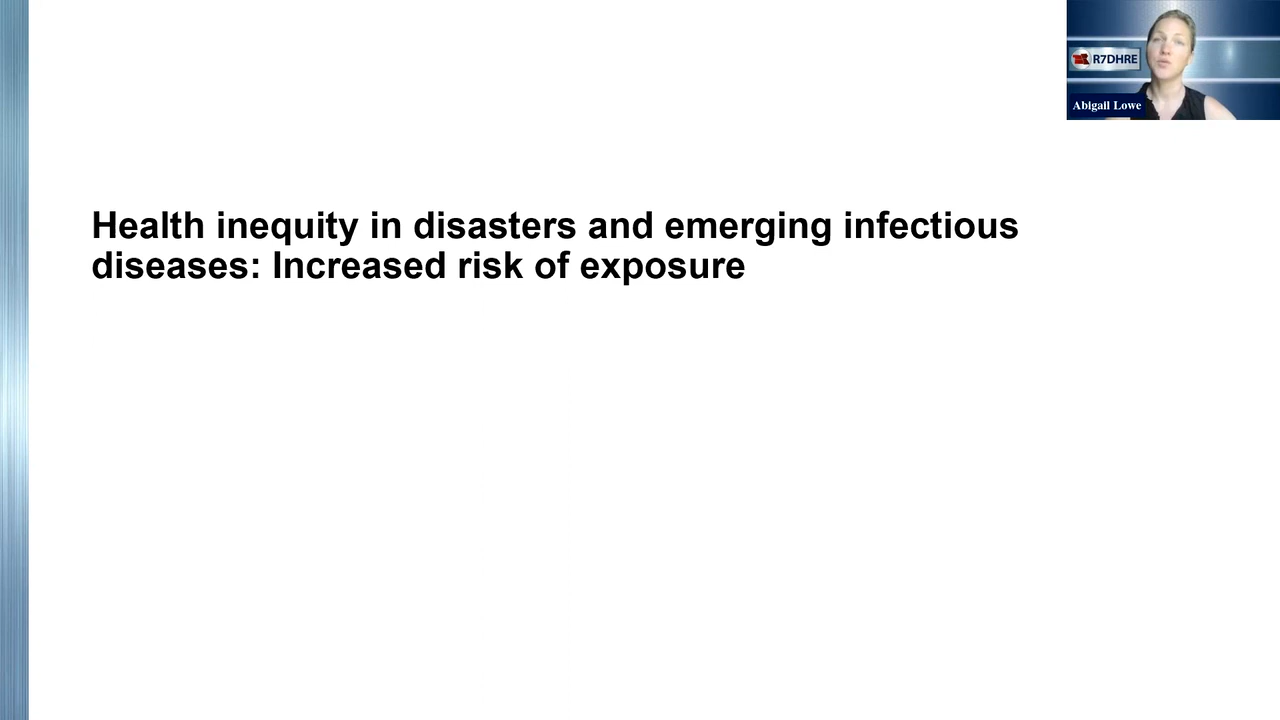 R7DHRE
Abigail Lowe
Health inequity in disasters and emerging infectious
diseases: Increased risk of exposure